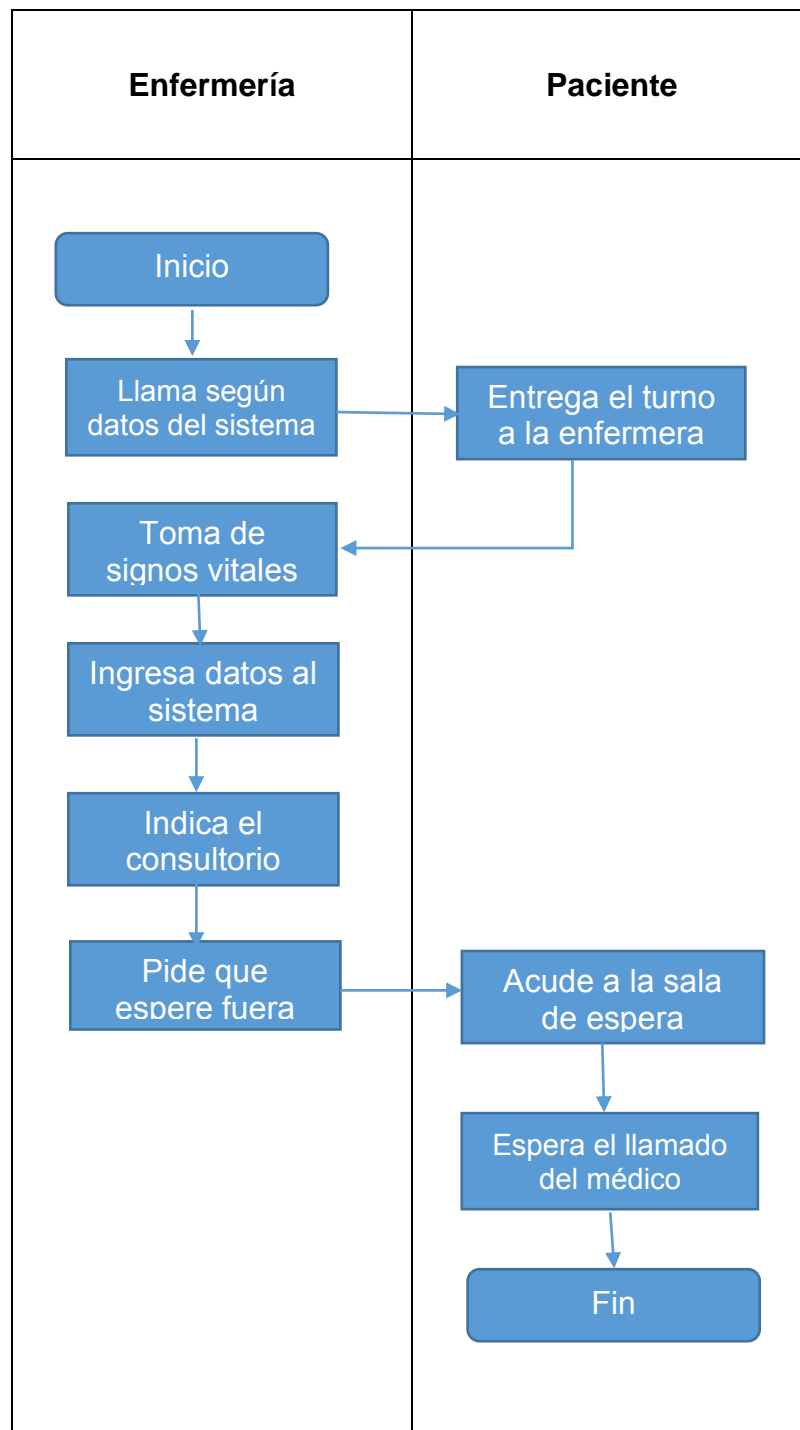 Enfermería
Paciente
Inicio
Llama según
datos del sistema
Entrega el turno
a la enfermera
Toma de
signos vitales
Ingresa datos al
sistema
Indica el
consultorio
Pide que
espere fuera
Acude a la sala
de espera
Espera el llamado
del médico
Fin